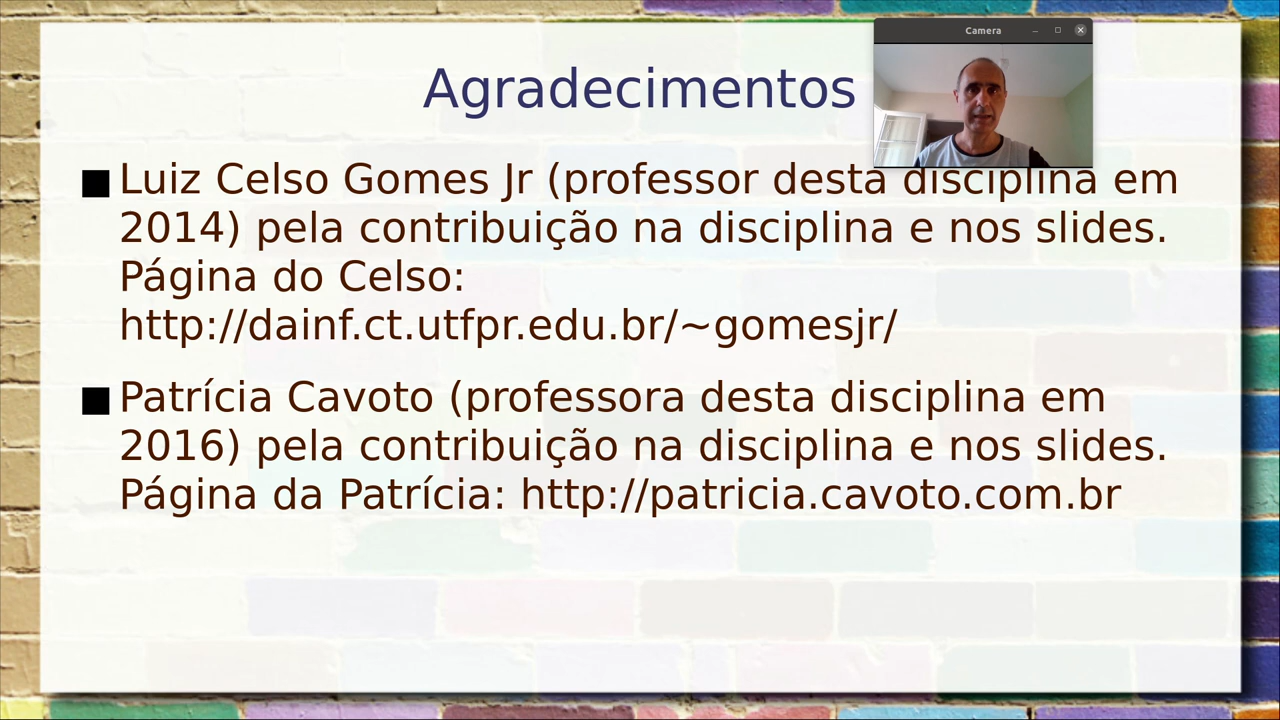 Camera
Agradecimentos
Luiz Celso Gomes Jr (professor desta disciplina em
2014) pela contribuição na disciplina e nos slides.
Página do Celso:
http://dainf.ct.utfpr.edu.br/~gomesjr/
Patrícia Cavoto (professora desta disciplina em
2016) pela contribuição na disciplina e nos slides.
Página da Patrícia: http://patricia.cavoto.com.br